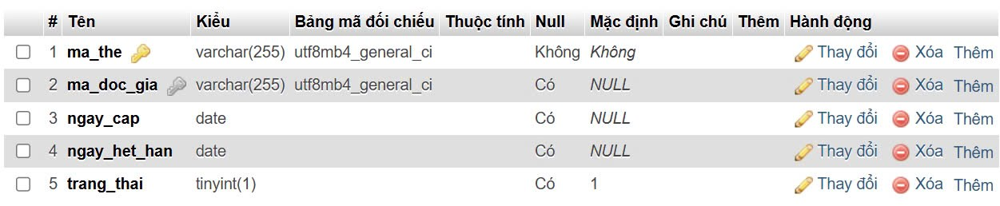 # Tên Kiểu Bảng mã đối chiếu Thuộc tính Null Mặc định Ghi chú Thêm Hành động
1 ma_the varchar(255) utf8mb4_general_ci Không Không Thay đổi Xóa Thêm
2 ma_doc_gia varchar(255) utf8mb4_general_ci Có NULL Thay đổi Xóa Thêm
3 ngay_cap date Có NULL Thay đổi Xóa Thêm
4 ngay_het_han date Có NULL Thay đổi Xóa Thêm
5 trang_thai tinyint(1) Có 1 Thay đổi Xóa Thêm